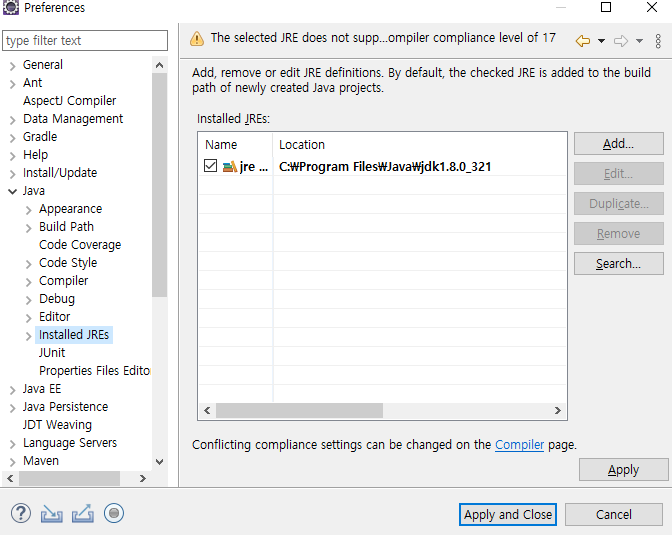 Preferences
type filter text
The selected JRE does not supp...ompiler compliance level of 17
General
Ant
AspectJ Compiler
Data Management
Gradle
Help
Install/Update
Java
Appearance
Build Path
Code Coverage
Code Style
Compiler
Debug
Editor
Installed JREs
JUnit
Properties Files Edito
Java EE
Java Persistence
JDT Weaving
Language Servers
Maven
Add, remove or edit JRE definitions. By default, the checked JRE is added to the build
path of newly created Java projects.
Installed JREs:
Name Location
jre ... C:₩Program Files₩Java₩jdk1.8.0_321
Add...
Edit...
Duplicate...
Remove
Search...
Conflicting compliance settings can be changed on the Compiler page.
Apply
Apply and Close Cancel